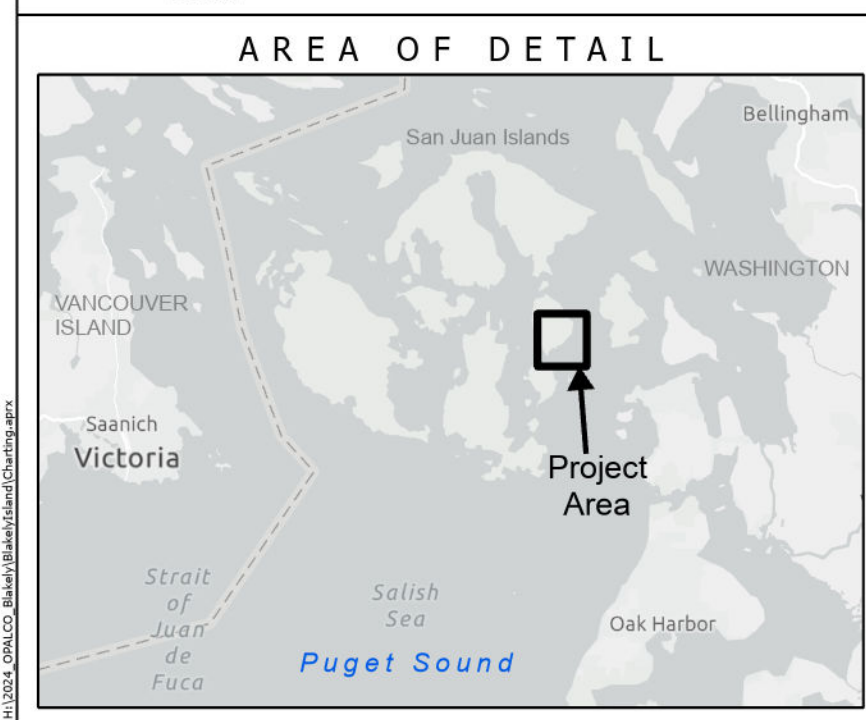 AREA OF DETAIL
Bellingham
San Juan Islands
WASHINGTON
VANCOUVER
ISLAND
Saanich
Victoria
Project
Area
Strait
of
Juan
de
Fuca
Salish
Sea
Oak Harbor
Puget Sound
H:\2024_OPALCO_Blakely\BlakelyIsland\Charting.aprx